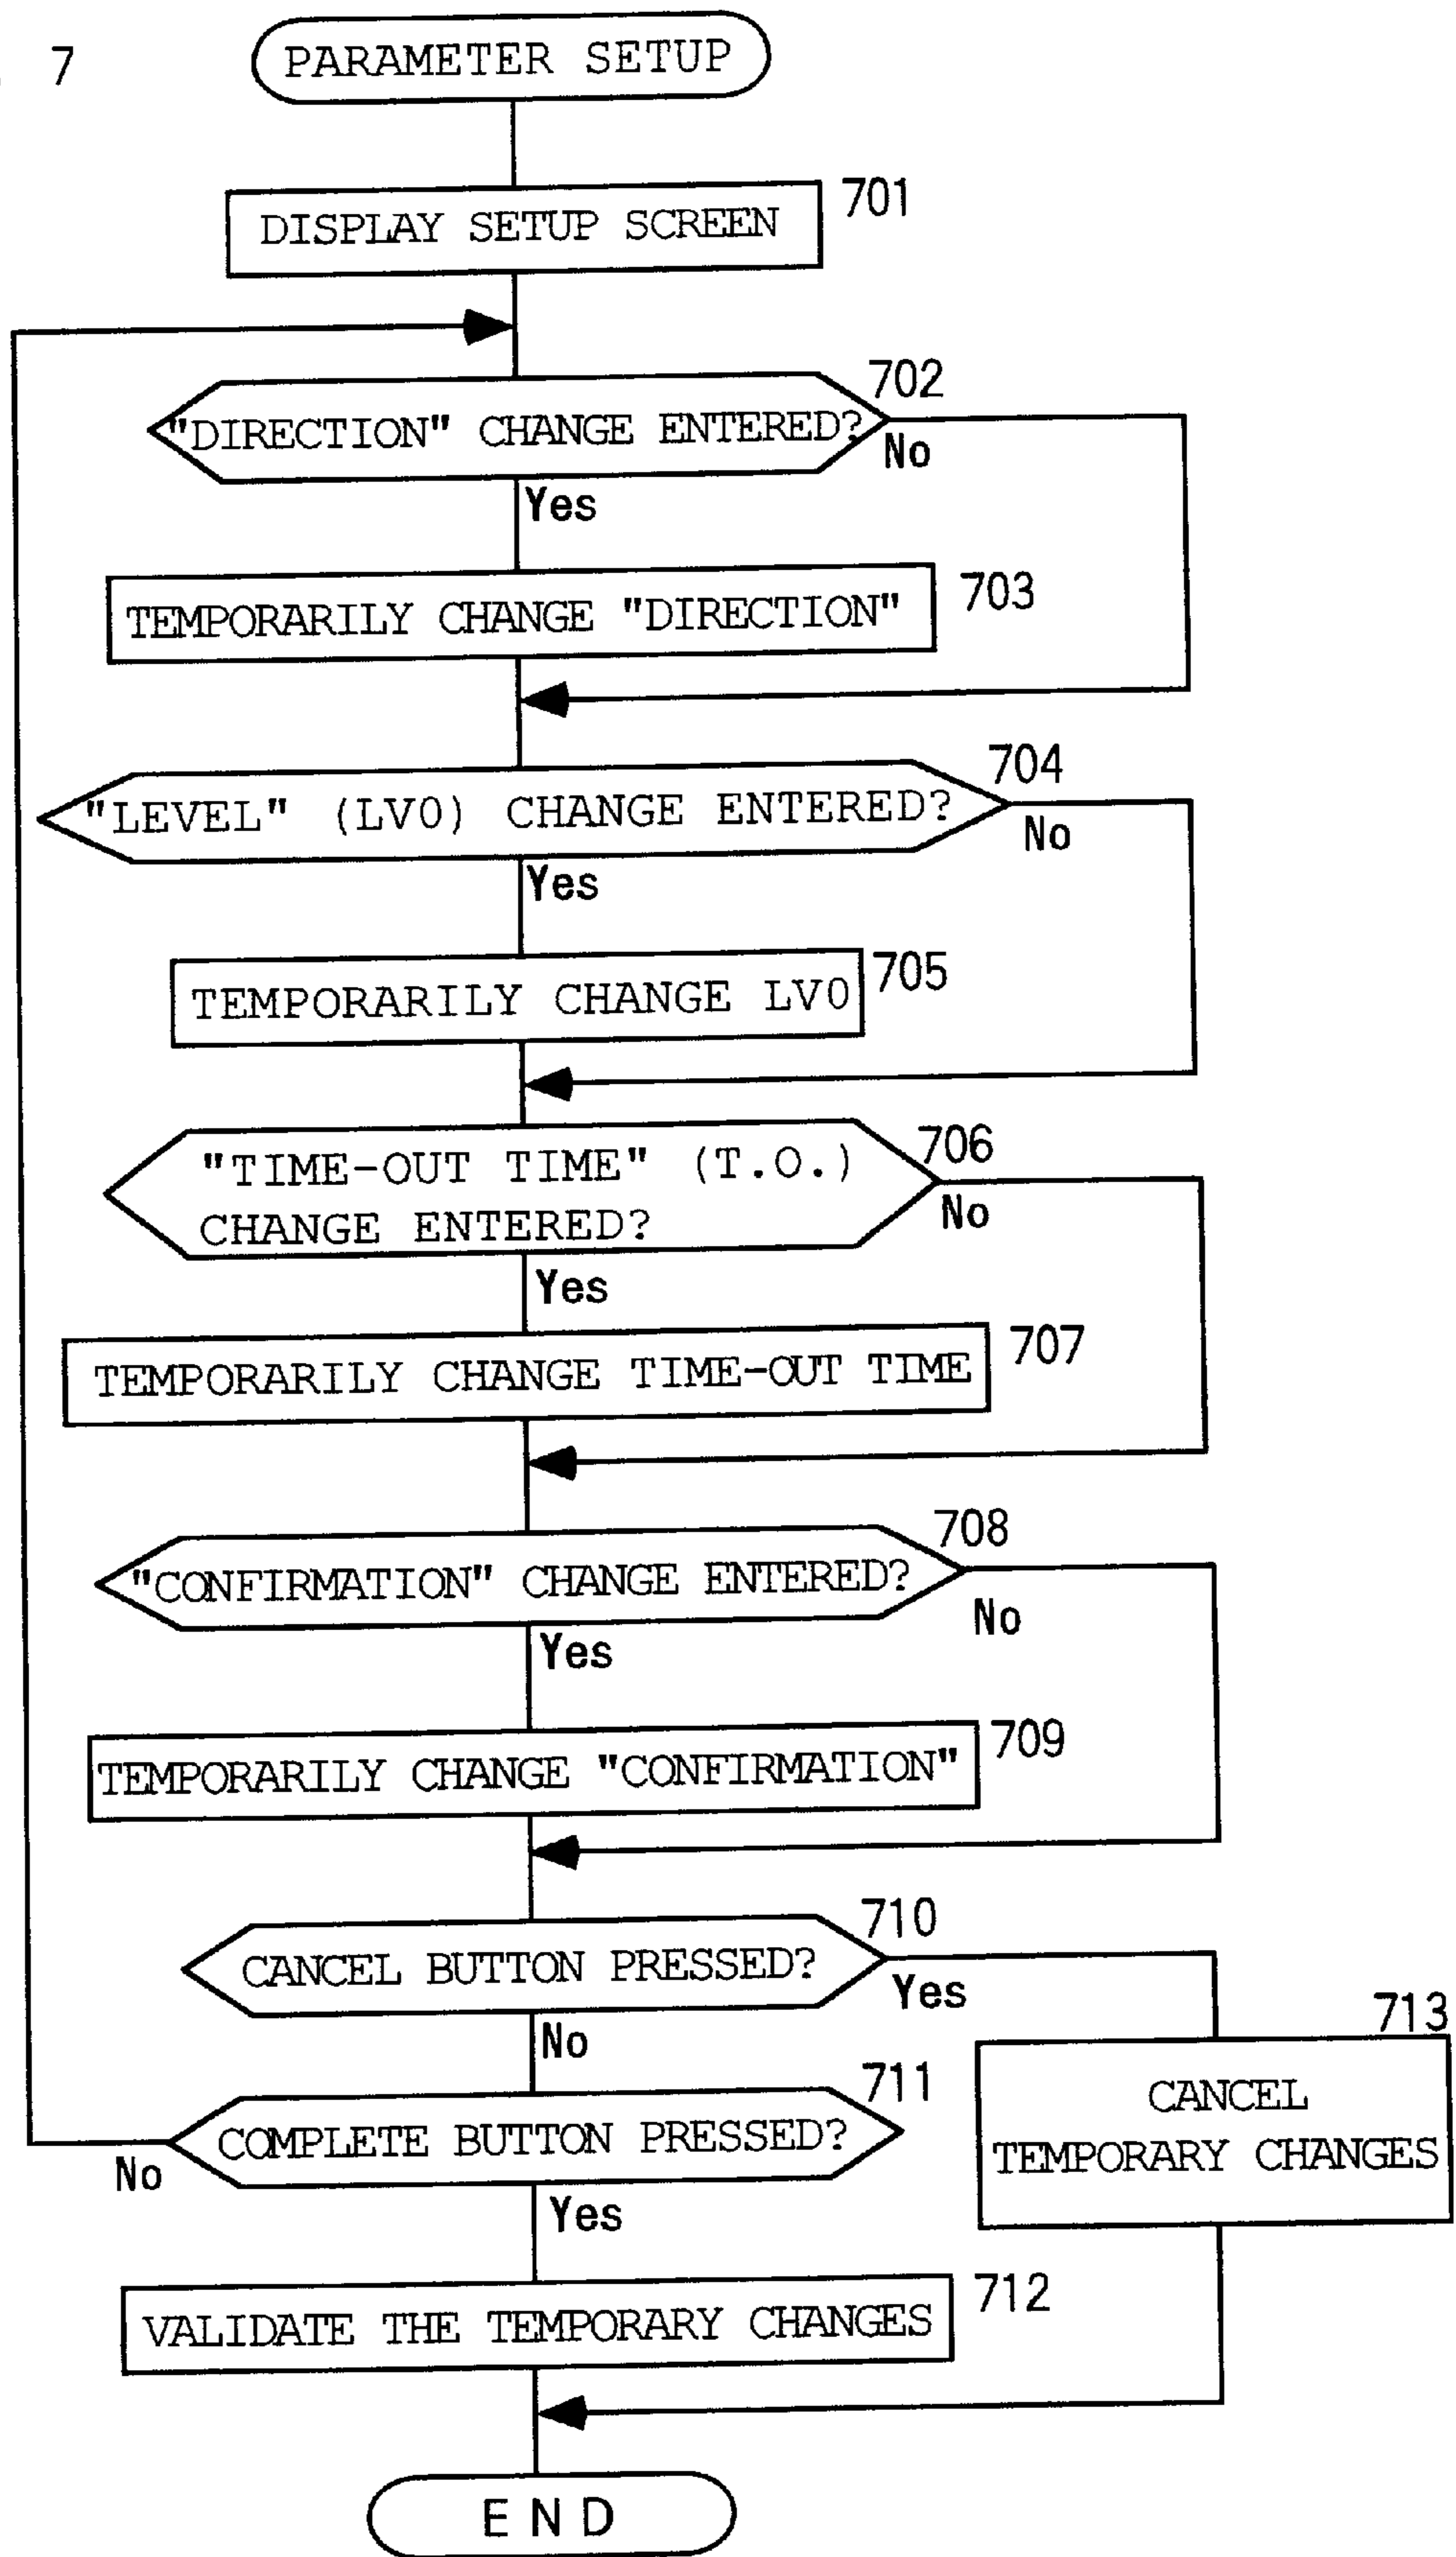 7
PARAMETER SETUP
701
DISPLAY SETUP SCREEN
702
"DIRECTION" CHANGE ENTERED?
No
Yes
703
TEMPORARILY CHANGE "DIRECTION"
704
"LEVEL" (LV0) CHANGE ENTERED?
No
Yes
705
TEMPORARILY CHANGE LV0
706
"TIME-OUT TIME" (T.O.)
CHANGE ENTERED?
No
Yes
707
TEMPORARILY CHANGE TIME-OUT TIME
708
"CONFIRMATION" CHANGE ENTERED?
No
Yes
709
TEMPORARILY CHANGE "CONFIRMATION"
710
CANCEL BUTTON PRESSED?
Yes
No
713
CANCEL
TEMPORARY CHANGES
711
COMPLETE BUTTON PRESSED?
No
Yes
712
VALIDATE THE TEMPORARY CHANGES
END